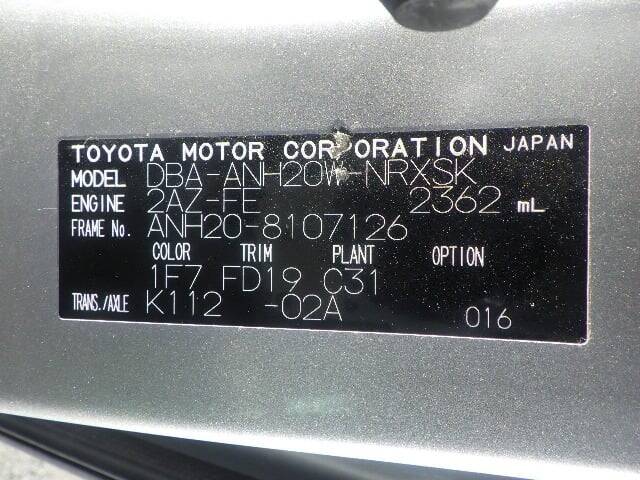 TOYOTA MOTOR CORPORATION JAPAN
MODEL DBA-ANH20W-NRXSK
ENGINE 2AZ-FE 2362 mL
FRAME No. ANH20-8107126
COLOR TRIM PLANT OPTION
1F7 FD19 C31
TRANS./AXLE K112 -02A 016